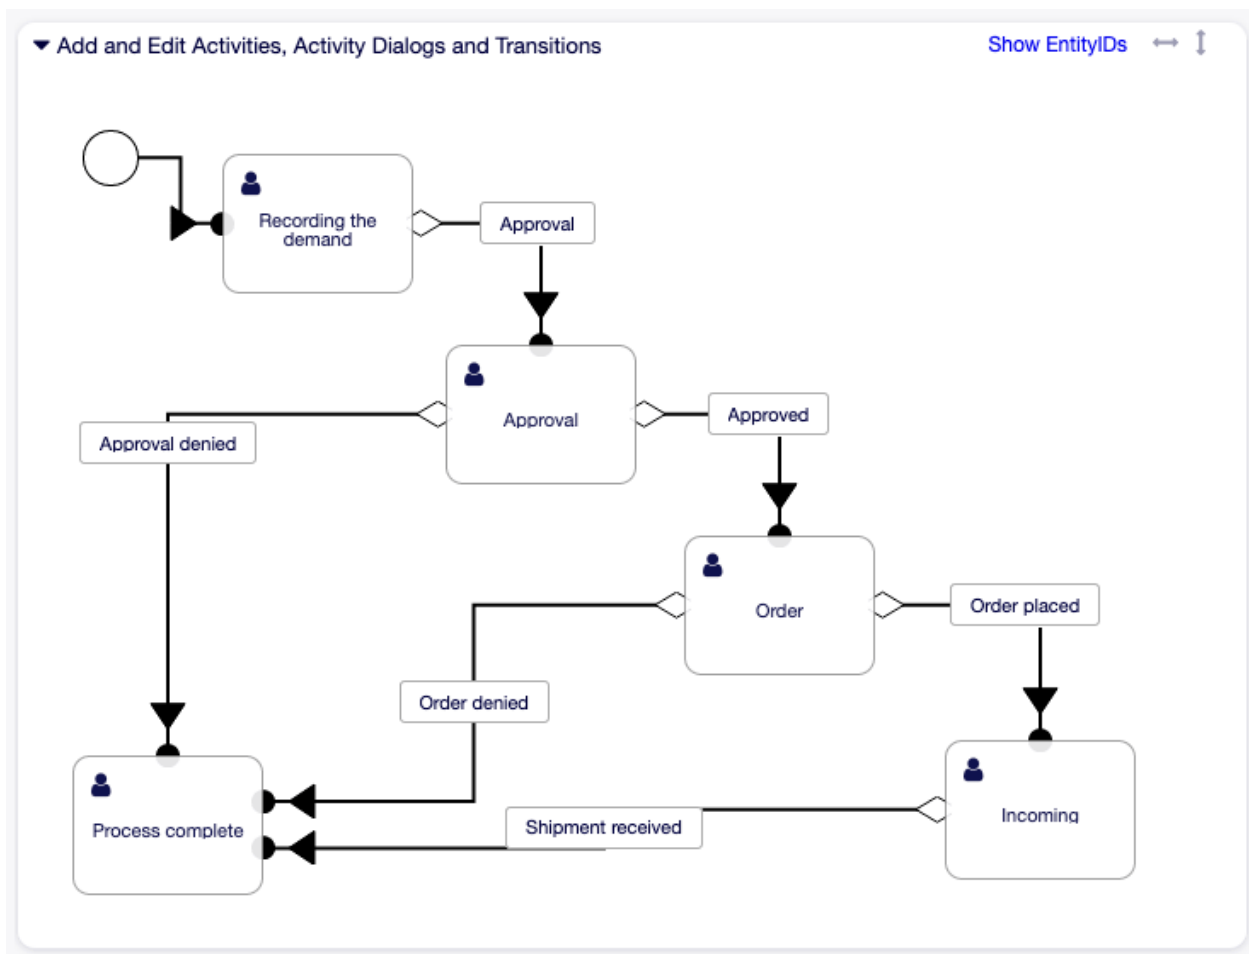 Add and Edit Activities, Activity Dialogs and Transitions
Show EntityIDs
Recording the
demand
Approval
Approval
Approved
Approval denied
Order
Order placed
Order denied
Incoming
Shipment received
Process complete